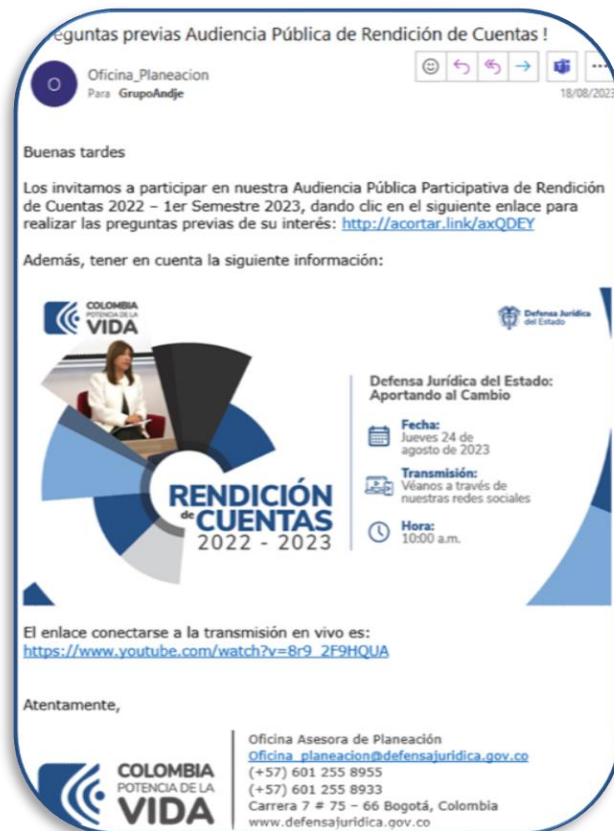 eguntas previas Audiencia Pública de Rendición de Cuentas !
O
Oficina_Planeacion
Para GrupoAndje
18/08/2023
Buenas tardes
Los invitamos a participar en nuestra Audiencia Pública Participativa de Rendición
de Cuentas 2022 – 1er Semestre 2023, dando clic en el siguiente enlace para
realizar las preguntas previas de su interés: http://acortar.link/axQDEY
Además, tener en cuenta la siguiente información:
COLOMBIA
POTENCIA DE LA
VIDA
Defensa Jurídica
del Estado
Defensa Jurídica del Estado:
Aportando al Cambio
Fecha:
Jueves 24 de
agosto de 2023
Transmisión:
Véanos a través de
nuestras redes sociales
Hora:
10:00 a.m.
RENDICIÓN
de CUENTAS
2022 - 2023
El enlace conectarse a la transmisión en vivo es:
https://www.youtube.com/watch?v=8r9_2F9HQUA
Atentamente,
COLOMBIA
POTENCIA DE LA
VIDA
Oficina Asesora de Planeación
Oficina_planeacion@defensajuridica.gov.co
(+57) 601 255 8955
(+57) 601 255 8933
Carrera 7 # 75 – 66 Bogotá, Colombia
www.defensajuridica.gov.co